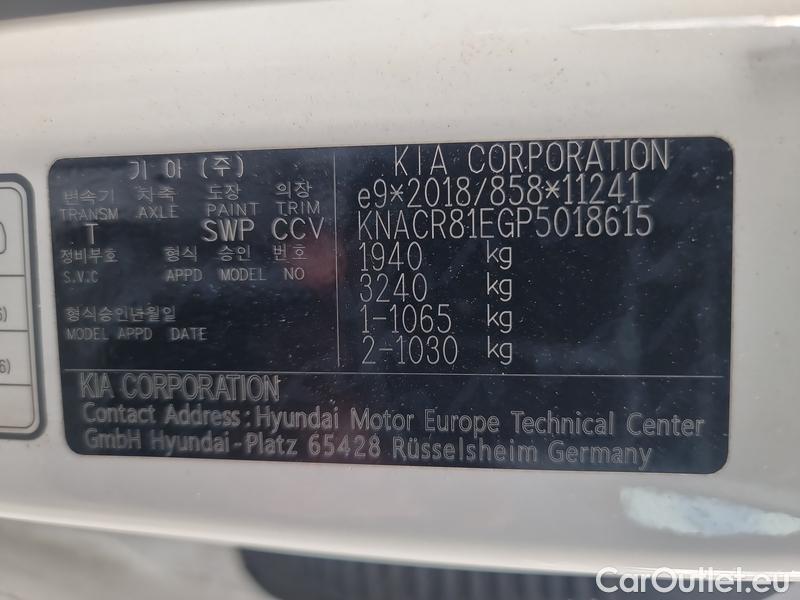 기아 (주)
변속기 차축 도장 의장
TRANSM AXLE PAINT TRIM
T SWP CCV
정비부호 형식 승인 번호
S.V.C APPD MODEL NO
형식승인년월일
MODEL APPD DATE
KIA CORPORATION
e9*2018/858*11241
KNACR81EGP5018615
1940 kg
3240 kg
1-1065 kg
2-1030 kg
KIA CORPORATION
Contact Address : Hyundai Motor Europe Technical Center
GmbH Hyundai-Platz 65428 Rüsselsheim Germany
CarOutlet.eu